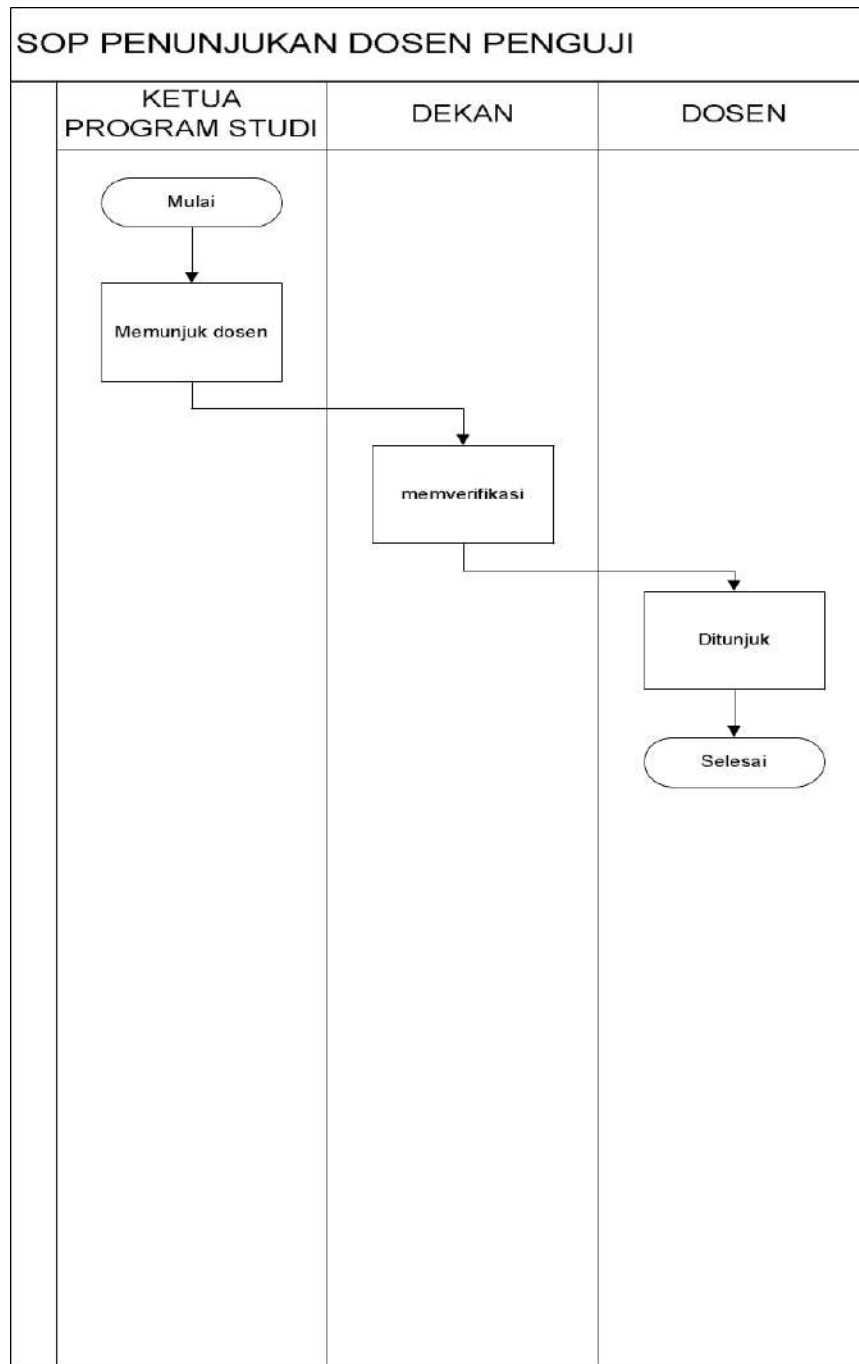 SOP PENUNJUKAN DOSEN PENGUJI
KETUA
PROGRAM STUDI
DEKAN
DOSEN
Mulai
Memunjuk dosen
memverifikasi
Ditunjuk
Selesai